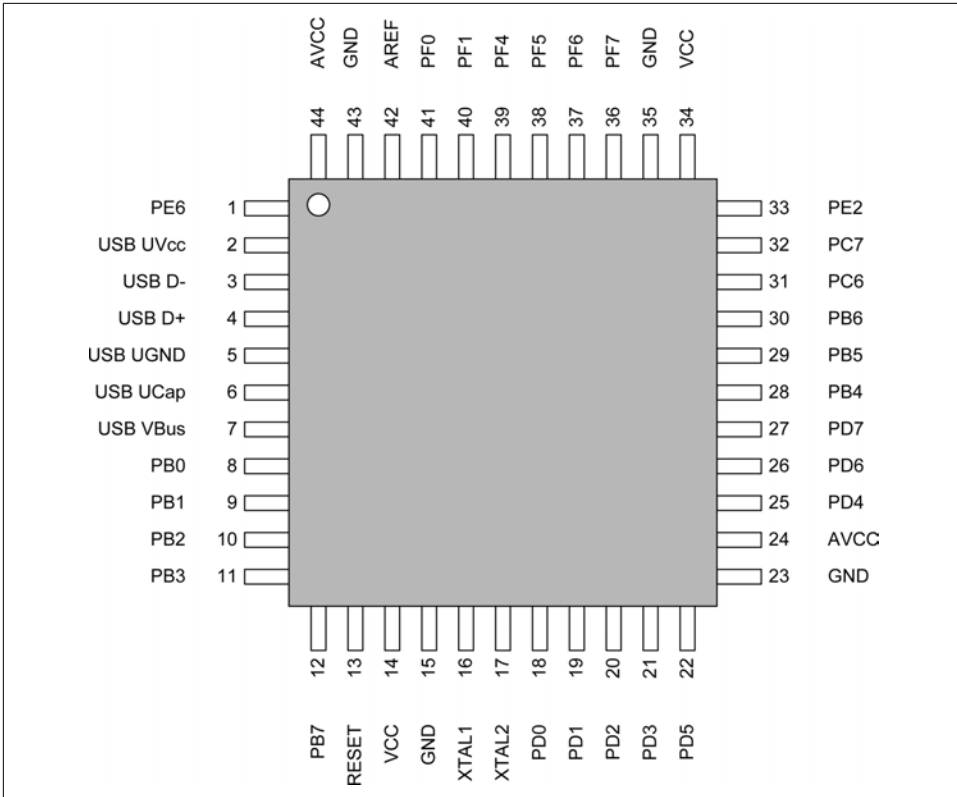 AVCC GND AREF PF0 PF1 PF4 PF5 PF6 PF7 GND VCC
44 43 42 41 40 39 38 37 36 35 34
PE6 1 33 PE2
USB UVcc 2 32 PC7
USB D- 3 31 PC6
USB D+ 4 30 PB6
USB UGND 5 29 PB5
USB UCap 6 28 PB4
USB VBus 7 27 PD7
PB0 8 26 PD6
PB1 9 25 PD4
PB2 10 24 AVCC
PB3 11 23 GND
12 13 14 15 16 17 18 19 20 21 22
PB7 RESET VCC GND XTAL1 XTAL2 PD0 PD1 PD2 PD3 PD5